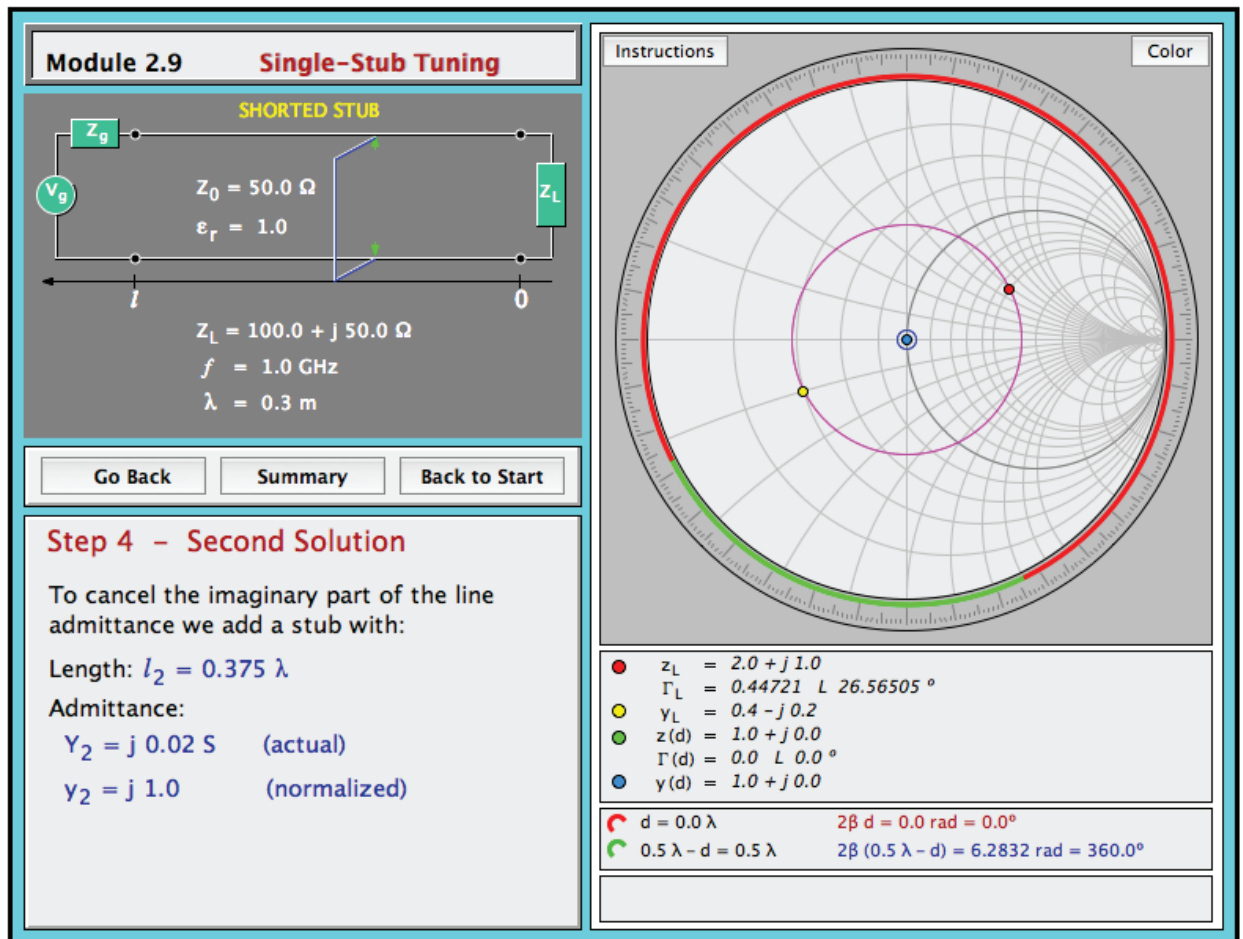 Module 2.9 Single-Stub Tuning
SHORTED STUB
Zg
Vg
Z0 = 50.0 Ω
εr = 1.0
ZL
l 0
ZL = 100.0 + j 50.0 Ω
f = 1.0 GHz
λ = 0.3 m
Go Back Summary Back to Start
Step 4 – Second Solution
To cancel the imaginary part of the line
admittance we add a stub with:
Length: l2 = 0.375 λ
Admittance:
Y2 = j 0.02 S (actual)
y2 = j 1.0 (normalized)
Instructions Color
zL = 2.0 + j 1.0
ΓL = 0.44721 L 26.56505 º
yL = 0.4 – j 0.2
z(d) = 1.0 + j 0.0
Γ(d) = 0.0 L 0.0 º
y(d) = 1.0 + j 0.0
d = 0.0 λ 2β d = 0.0 rad = 0.0º
0.5 λ – d = 0.5 λ 2β (0.5 λ – d) = 6.2832 rad = 360.0º